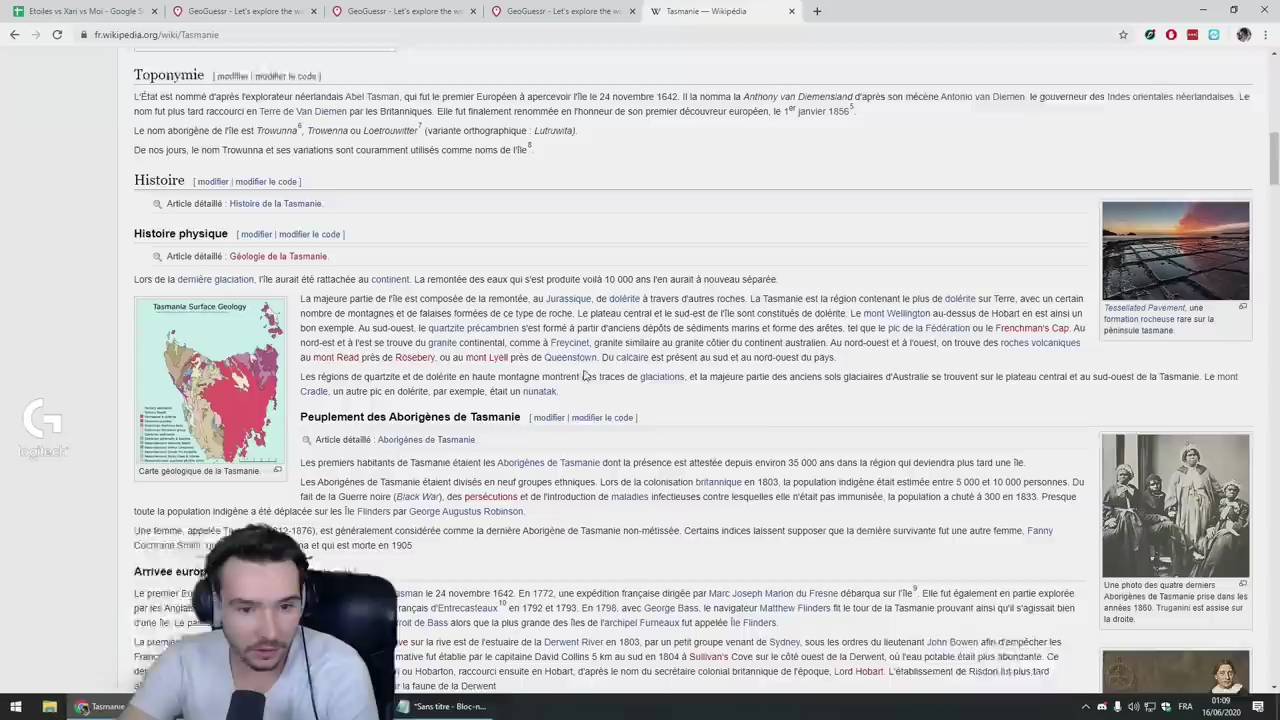 Etoiles vs Xari vs Moi - Google S
GeoGuessr - Let's explore the w
GeoGuessr - Let's explore the w
GeoGuessr - Let's explore the w
Tasmanie — Wikipédia
fr.wikipedia.org/wiki/Tasmanie
Toponymie [ modifier | modifier le code ]
L'État est nommé d'après l'explorateur néerlandais Abel Tasman, qui fut le premier Européen à apercevoir l'île le 24 novembre 1642. Il la nomma la Anthony van Diemensland d'après son mécène Antonio van Diemen, le gouverneur des Indes orientales néerlandaises. Le
nom fut plus tard raccourci en Terre de Van Diemen par les Britanniques. Elle fut finalement renommée en l'honneur de son premier découvreur européen, le 1er janvier 1856⁵.
Le nom aborigène de l'île est Trowunna⁶, Trowenna ou Loetrouwitter⁷ (variante orthographique : Lutruwita).
De nos jours, le nom Trowunna et ses variations sont couramment utilisés comme noms de l'île⁸.
Histoire [ modifier | modifier le code ]
Article détaillé : Histoire de la Tasmanie.
Histoire physique [ modifier | modifier le code ]
Article détaillé : Géologie de la Tasmanie.
Lors de la dernière glaciation, l'île aurait été rattachée au continent. La remontée des eaux qui s'est produite voilà 10 000 ans l'en aurait à nouveau séparée.
Tasmania Surface Geology
Carte géologique de la Tasmanie.
La majeure partie de l'île est composée de la remontée, au Jurassique, de dolérite à travers d'autres roches. La Tasmanie est la région contenant le plus de dolérite sur Terre, avec un certain
nombre de montagnes et de falaises formées de ce type de roche. Le plateau central et le sud-est de l'île sont constitués de dolérite. Le mont Wellington au-dessus de Hobart en est ainsi un
bon exemple. Au sud-ouest, le quartzite précambrien s'est formé à partir d'anciens dépôts de sédiments marins et forme des arêtes, tel que le pic de la Fédération ou le Frenchman's Cap. Au
nord-est et à l'est se trouve du granite continental, comme à Freycinet, granite similaire au granite côtier du continent australien. Au nord-ouest et à l'ouest, on trouve des roches volcaniques
au mont Read près de Rosebery, ou au mont Lyell près de Queenstown. Du calcaire est présent au sud et au nord-ouest du pays.
Les régions de quartzite et de dolérite en haute montagne montrent des traces de glaciations, et la majeure partie des anciens sols glaciaires d'Australie se trouvent sur le plateau central et au sud-ouest de la Tasmanie. Le mont
Cradle, un autre pic en dolérite, par exemple, était un nunatak.
Tessellated Pavement, une
formation rocheuse rare sur la
péninsule tasmane.
Peuplement des Aborigènes de Tasmanie [ modifier | modifier le code ]
Article détaillé : Aborigènes de Tasmanie.
Les premiers habitants de Tasmanie étaient les Aborigènes de Tasmanie dont la présence est attestée depuis environ 35 000 ans dans la région qui deviendra plus tard une île.
Les Aborigènes de Tasmanie étaient divisés en neuf groupes ethniques. Lors de la colonisation britannique en 1803, la population indigène était estimée entre 5 000 et 10 000 personnes. Du
fait de la Guerre noire (Black War), des persécutions et de l'introduction de maladies infectieuses contre lesquelles elle n'était pas immunisée, la population a chuté à 300 en 1833. Presque
toute la population indigène a été déplacée sur les Île Flinders par George Augustus Robinson.
Une femme, appelée 1812-1876), est généralement considérée comme la dernière Aborigène de Tasmanie non-métissée. Certains indices laissent supposer que la dernière survivante fut une autre femme, Fanny
Cochrane Smith, et qui est morte en 1905
Une photo des quatre derniers
Aborigènes de Tasmanie prise dans les
années 1860. Truganini est assise sur
la droite.
Arrivée
Le premier sman le 24 novembre 1642. En 1772, une expédition française dirigée par Marc Joseph Marion du Fresne débarqua sur l'île⁹. Elle fut également en partie explorée
par les d'Entrecasteaux¹⁰ en 1792 et 1793. En 1798, avec George Bass, le navigateur Matthew Flinders fit le tour de la Tasmanie prouvant ainsi qu'il s'agissait bien
d'une île. de Bass alors que la plus grande des îles de l'archipel Furneaux fut appelée Île Flinders.
La sur la rive est de l'estuaire de la Derwent River en 1803, par un petit groupe venant de Sydney, sous les ordres du lieutenant John Bowen afin d'empêcher les
fut établie par le capitaine David Collins 5 km au sud en 1804 à Sullivan's Cove sur le côté ouest de la Derwent, où l'eau potable était plus abondante. Ce
ou Hobarton, raccourci ensuite en Hobart, d'après le nom du secrétaire colonial britannique de l'époque, Lord Hobart. L'établissement de Risdon fut plus tard
la faune de la Derwent
logitech
Tasmanie
*Sans titre - Bloc-n...
FRA
01:09
16/06/2020